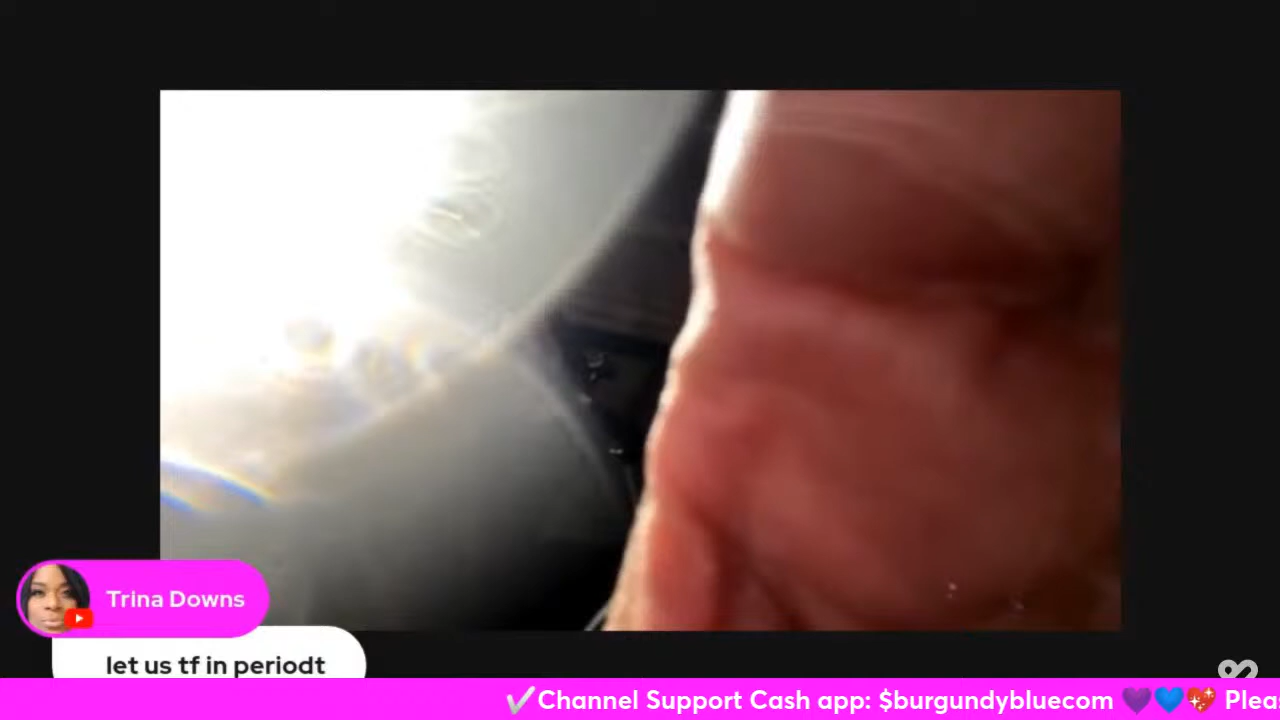 Trina Downs
let us tf in periodt
✔Channel Support Cash app: $burgundybluecom 💜💙💖 Plea